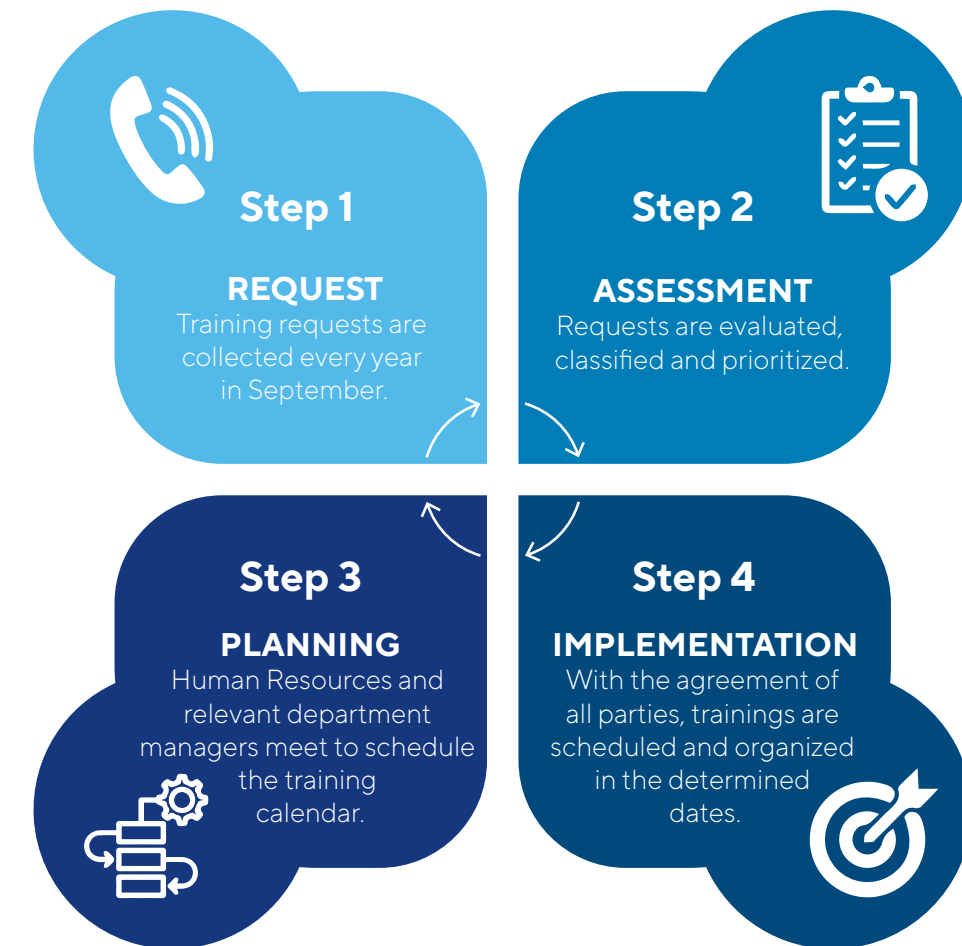 Step 1
REQUEST
Training requests are
collected every year
in September.
Step 2
ASSESSMENT
Requests are evaluated,
classified and prioritized.
Step 3
PLANNING
Human Resources and
relevant department
managers meet to schedule
the training
calendar.
Step 4
IMPLEMENTATION
With the agreement of
all parties, trainings are
scheduled and organized
in the determined
dates.